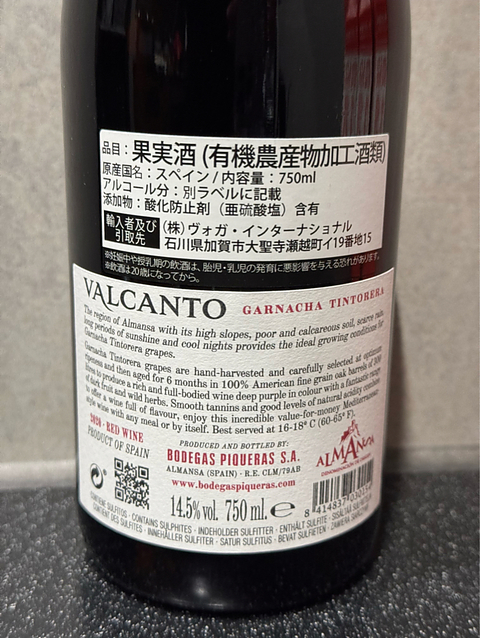 品目：果実酒 (有機農産物加工酒類)
原産国名：スペイン / 内容量：750ml
アルコール分：別ラベルに記載
添加物：酸化防止剤（亜硫酸塩）含有
輸入者及び引取先
(株) ヴォガ・インターナショナル
石川県加賀市大聖寺瀬越町イ19番地15
※妊娠中や授乳期の飲酒は、胎児・乳児の発育に悪影響を与える恐れがあります。
※飲酒は20歳になってから。
VALCANTO GARNACHA TINTORERA
The region of Almansa with its high slopes, poor and calcareous soil, scarce rain,
long periods of sunshine and cool nights provides the ideal growing conditions for
Garnacha Tintorera grapes.
Garnacha Tintorera grapes are hand-harvested and carefully selected at optimum
ripeness and then aged for 6 months in 100% American fine grain oak barrels of 300
litres to produce a rich and full-bodied wine deep purple in colour with a fantastic range
of dark fruit and wild herbs. Smooth tannins and good levels of natural acidity combine
to offer a wine full of flavour, enjoy this incredible value-for-money Mediterranean
style wine with any meal or by itself. Best served at 16-18º C (60-65º F).
2020 · RED WINE
PRODUCT OF SPAIN
PRODUCED AND BOTTLED BY:
BODEGAS PIQUERAS S.A.
ALMANSA (SPAIN) - R.E. CLM/79AB
www.bodegaspiqueras.com
ALMANSA
14.5% vol. 750 ml. e
CONTIENE SULFITOS - CONTAINS SULPHITES - INDEHOLDER SULFITTER - ENTHÄLT SULFITE -
CONTIENT DES SULFITES - INNEHÅLLER SULFITER - SATUR SULFITUS - BEVAT SULFIETEN -